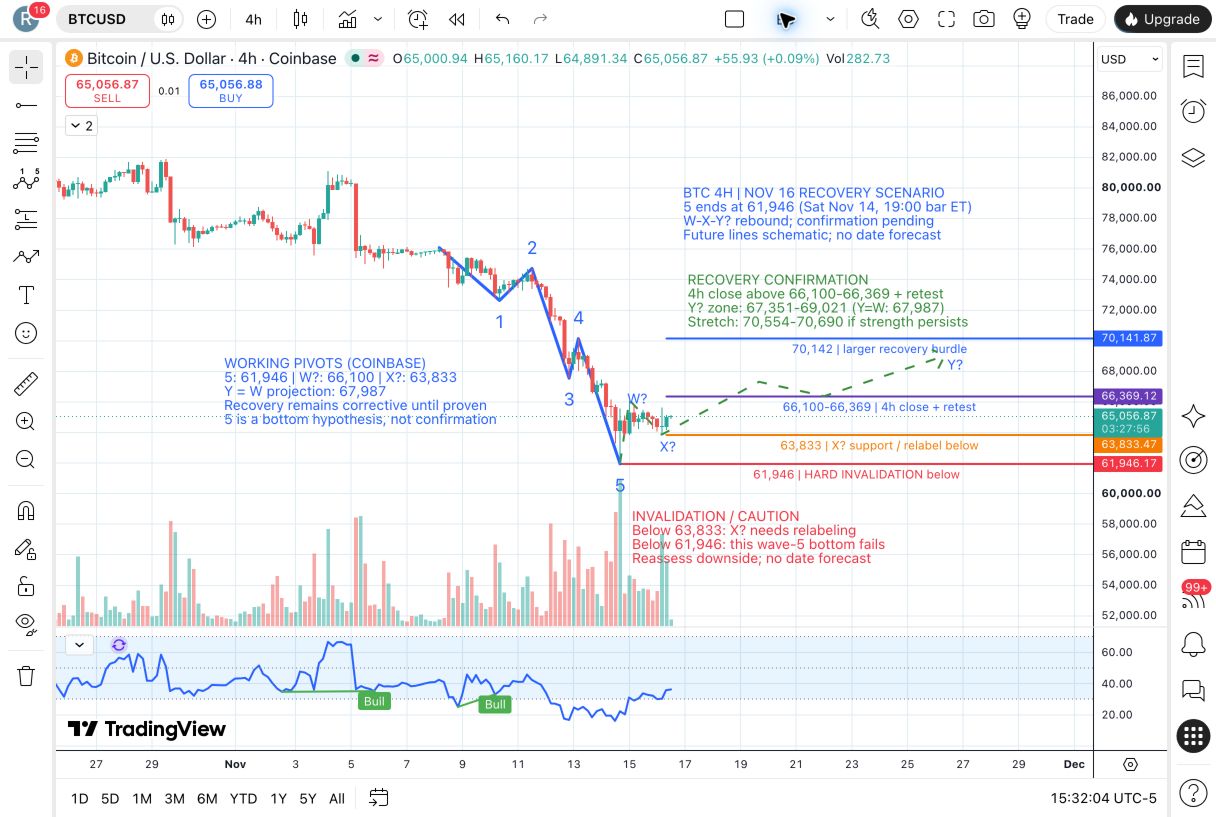 R
16
BTCUSD
4h
Trade
Upgrade
Bitcoin / U.S. Dollar · 4h · Coinbase
O65,000.94 H65,160.17 L64,891.34 C65,056.87 +55.93 (+0.09%) Vol282.73
65,056.87
SELL
0.01
65,056.88
BUY
2
USD
86,000.00
84,000.00
82,000.00
80,000.00
78,000.00
76,000.00
74,000.00
72,000.00
70,141.87
68,000.00
66,369.12
65,056.87
03:27:56
63,833.47
61,946.17
60,000.00
58,000.00
56,000.00
54,000.00
52,000.00
60.00
40.00
20.00
BTC 4H | NOV 16 RECOVERY SCENARIO
5 ends at 61,946 (Sat Nov 14, 19:00 bar ET)
W-X-Y? rebound; confirmation pending
Future lines schematic; no date forecast
RECOVERY CONFIRMATION
4h close above 66,100-66,369 + retest
Y? zone: 67,351-69,021 (Y=W: 67,987)
Stretch: 70,554-70,690 if strength persists
2
1
4
3
70,142 | larger recovery hurdle
Y?
WORKING PIVOTS (COINBASE)
5: 61,946 | W?: 66,100 | X?: 63,833
Y = W projection: 67,987
Recovery remains corrective until proven
5 is a bottom hypothesis, not confirmation
W?
66,100-66,369 | 4h close + retest
X?
63,833 | X? support / relabel below
61,946 | HARD INVALIDATION below
5
INVALIDATION / CAUTION
Below 63,833: X? needs relabeling
Below 61,946: this wave-5 bottom fails
Reassess downside; no date forecast
99+
Bull
Bull
TradingView
27 29 Nov 3 5 7 9 11 13 15 17 19 21 23 25 27 29 Dec
1D 5D 1M 3M 6M YTD 1Y 5Y All
15:32:04 UTC-5